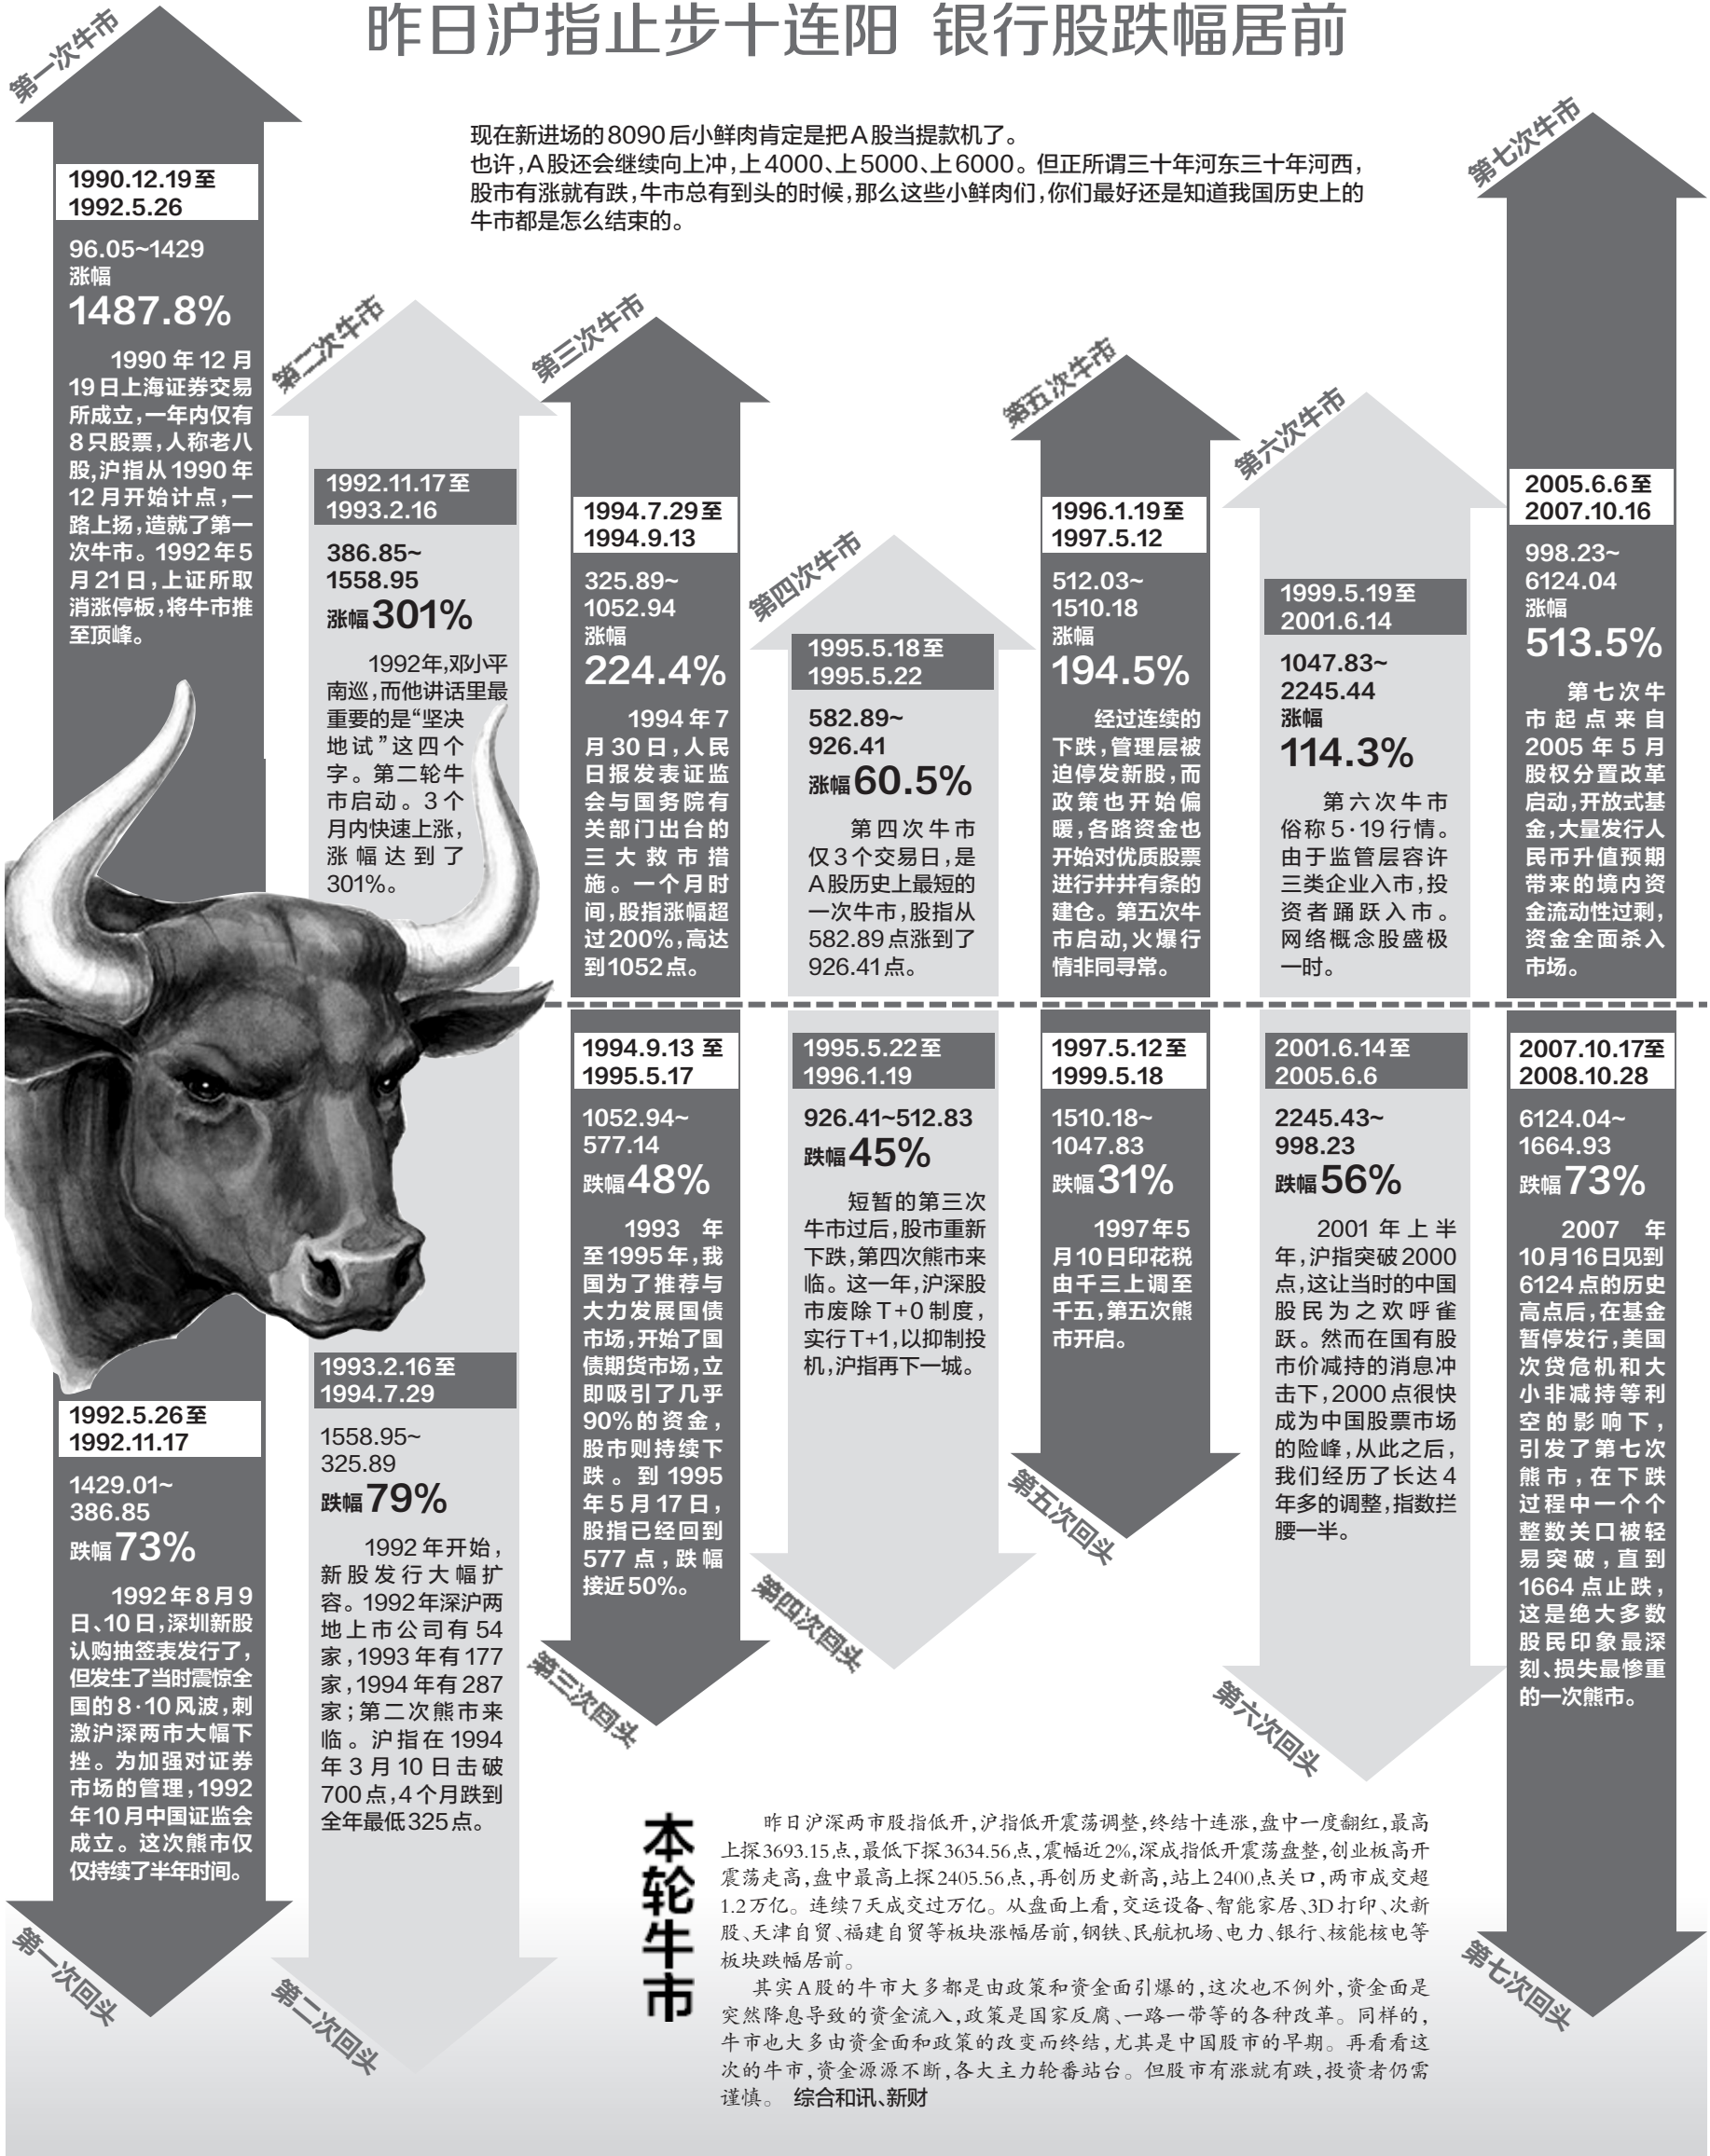 昨日沪指止步十连阳 银行股跌幅居前
现在新进场的8090后小鲜肉肯定是把A股当提款机了。
也许,A股还会继续向上冲,上4000、上5000、上6000。但正所谓三十年河东三十年河西,
股市有涨就有跌,牛市总有到头的时候,那么这些小鲜肉们,你们最好还是知道我国历史上的
牛市都是怎么结束的。
第一次牛市
1990.12.19至
1992.5.26
96.05~1429
涨幅
1487.8%
1990年12月
19日上海证券交易
所成立,一年内仅有
8只股票,人称老八
股,沪指从1990年
12月开始计点,一
路上扬,造就了第一
次牛市。1992年5
月21日,上证所取
消涨停板,将牛市推
至顶峰。
第二次牛市
1992.11.17至
1993.2.16
386.85~
1558.95
涨幅301%
1992年,邓小平
南巡,而他讲话里最
重要的是“坚决
地试”这四个
字。第二轮牛
市启动。3个
月内快速上涨,
涨幅达到了
301%。
第三次牛市
1994.7.29至
1994.9.13
325.89~
1052.94
涨幅
224.4%
1994年7
月30日,人民
日报发表证监
会与国务院有
关部门出台的
三大救市措
施。一个月时
间,股指涨幅超
过200%,高达
到1052点。
第四次牛市
1995.5.18至
1995.5.22
582.89~
926.41
涨幅60.5%
第四次牛市
仅3个交易日,是
A股历史上最短的
一次牛市,股指从
582.89点涨到了
926.41点。
第五次牛市
1996.1.19至
1997.5.12
512.03~
1510.18
涨幅
194.5%
经过连续的
下跌,管理层被
迫停发新股,而
政策也开始偏
暖,各路资金也
开始对优质股票
进行井井有条的
建仓。第五次牛
市启动,火爆行
情非同寻常。
第六次牛市
1999.5.19至
2001.6.14
1047.83~
2245.44
涨幅
114.3%
第六次牛市
俗称5·19行情。
由于监管层容许
三类企业入市,投
资者踊跃入市。
网络概念股盛极
一时。
第七次牛市
2005.6.6至
2007.10.16
998.23~
6124.04
涨幅
513.5%
第七次牛
市起点来自
2005年5月
股权分置改革
启动,开放式基
金,大量发行人
民币升值预期
带来的境内资
金流动性过剩,
资金全面杀入
市场。
1992.5.26至
1992.11.17
1429.01~
386.85
跌幅73%
1992年8月9
日、10日,深圳新股
认购抽签表发行了,
但发生了当时震惊全
国的8·10风波,刺
激沪深两市大幅下
挫。为加强对证券
市场的管理,1992
年10月中国证监会
成立。这次熊市仅
仅持续了半年时间。
第一次回头
1993.2.16至
1994.7.29
1558.95~
325.89
跌幅79%
1992年开始,
新股发行大幅扩
容。1992年深沪两
地上市公司有54
家,1993年有177
家,1994年有287
家;第二次熊市来
临。沪指在1994
年3月10日击破
700点,4个月跌到
全年最低325点。
第二次回头
1994.9.13 至
1995.5.17
1052.94~
577.14
跌幅48%
1993 年
至1995年,我
国为了推荐与
大力发展国债
市场,开始了国
债期货市场,立
即吸引了几乎
90%的资金,
股市则持续下
跌。到1995
年5月17日,
股指已经回到
577点,跌幅
接近50%。
第三次回头
1995.5.22至
1996.1.19
926.41~512.83
跌幅45%
短暂的第三次
牛市过后,股市重新
下跌,第四次熊市来
临。这一年,沪深股
市废除T+0制度,
实行T+1,以抑制投
机,沪指再下一城。
第四次回头
1997.5.12至
1999.5.18
1510.18~
1047.83
跌幅31%
1997年5
月10日印花税
由千三上调至
千五,第五次熊
市开启。
第五次回头
2001.6.14至
2005.6.6
2245.43~
998.23
跌幅56%
2001年上半
年,沪指突破2000
点,这让当时的中国
股民为之欢呼雀
跃。然而在国有股
市价减持的消息冲
击下,2000点很快
成为中国股票市场
的险峰,从此之后,
我们经历了长达4
年多的调整,指数拦
腰一半。
第六次回头
2007.10.17至
2008.10.28
6124.04~
1664.93
跌幅73%
2007 年
10月16日见到
6124点的历史
高点后,在基金
暂停发行,美国
次贷危机和大
小非减持等利
空的影响下,
引发了第七次
熊市,在下跌
过程中一个个
整数关口被轻
易突破,直到
1664点止跌,
这是绝大多数
股民印象最深
刻、损失最惨重
的一次熊市。
第七次回头
本轮牛市
昨日沪深两市股指低开,沪指低开震荡调整,终结十连涨,盘中一度翻红,最高
上探3693.15点,最低下探3634.56点,震幅近2%,深成指低开震荡盘整,创业板高开
震荡走高,盘中最高上探2405.56点,再创历史新高,站上2400点关口,两市成交超
1.2万亿。连续7天成交过万亿。从盘面上看,交运设备、智能家居、3D打印、次新
股、天津自贸、福建自贸等板块涨幅居前,钢铁、民航机场、电力、银行、核能核电等
板块跌幅居前。
其实A股的牛市大多都是由政策和资金面引爆的,这次也不例外,资金面是
突然降息导致的资金流入,政策是国家反腐、一路一带等的各种改革。同样的,
牛市也大多由资金面和政策的改变而终结,尤其是中国股市的早期。再看看这
次的牛市,资金源源不断,各大主力轮番站台。但股市有涨就有跌,投资者仍需
谨慎。 综合和讯、新财